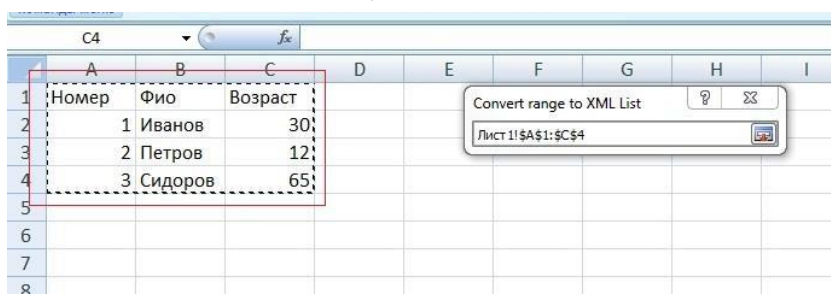 C4 fx
A B C D E F G H I
1 Номер Фио Возраст
2 1 Иванов 30
3 2 Петров 12
4 3 Сидоров 65
5
6
7
8
Convert range to XML List ?
Лист1!$A$1:$C$4